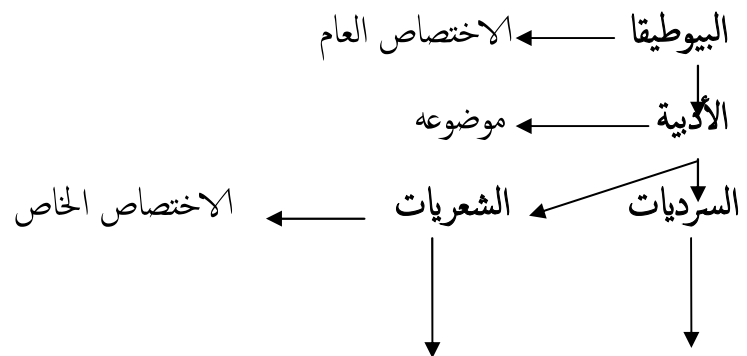 البيوطيقا الاختصاص العام
الأدبية موضوعه
السرديات الشعريات الاختصاص الخاص